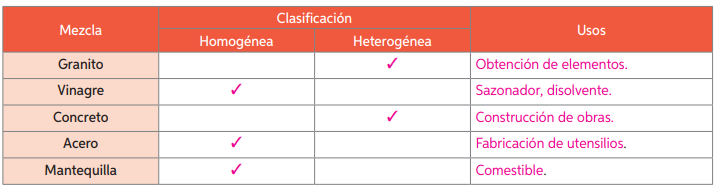 Mezcla Clasificación Usos
Homogénea Heterogénea
Granito ✓ Obtención de elementos.
Vinagre ✓ Sazonador, disolvente.
Concreto ✓ Construcción de obras.
Acero ✓ Fabricación de utensilios.
Mantequilla ✓ Comestible.